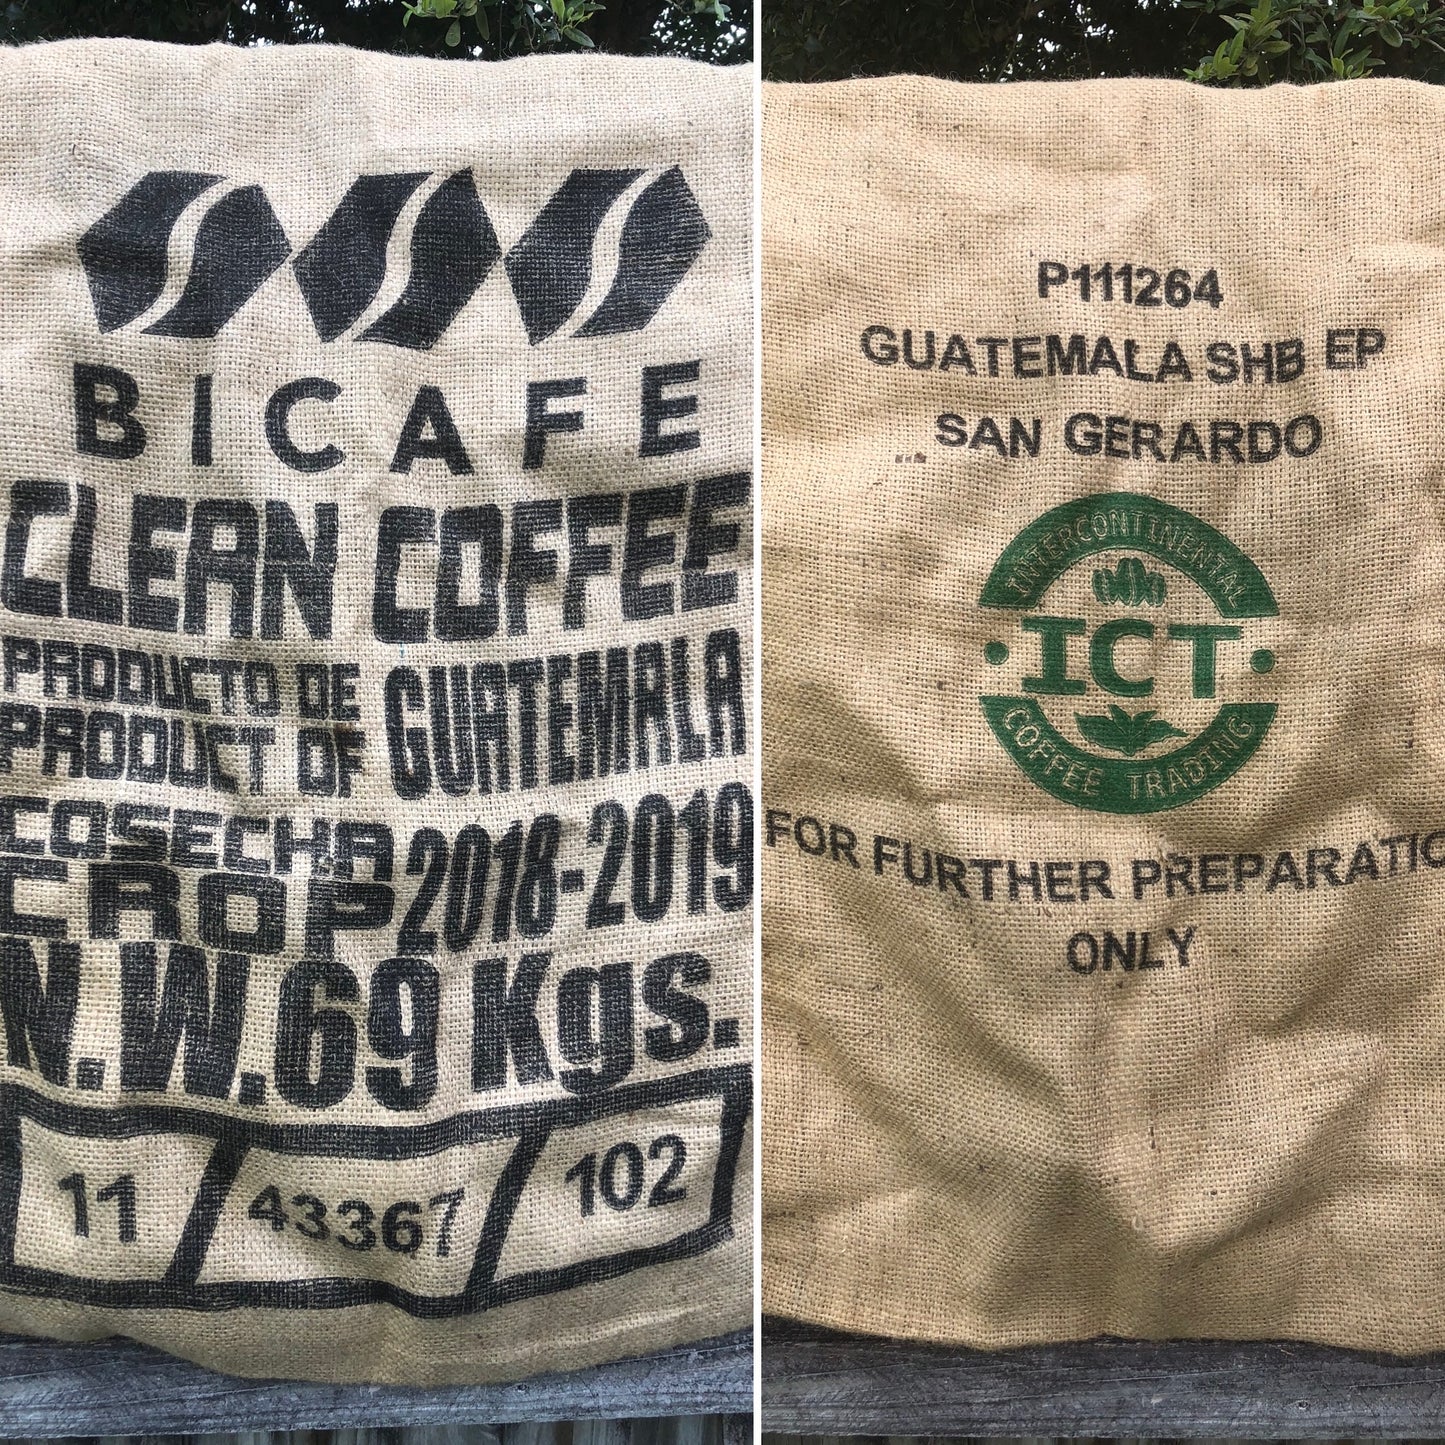 BICAFE
CLEAN COFFEE
PRODUCTO DE
PRODUCT OF GUATEMALA
COSECHA
CROP 2018-2019
N.W.69 Kgs.
11 43367 102
P111264
GUATEMALA SHB EP
SAN GERARDO
INTERCONTINENTAL
ICT
COFFEE TRADING
FOR FURTHER PREPARATIO
ONLY